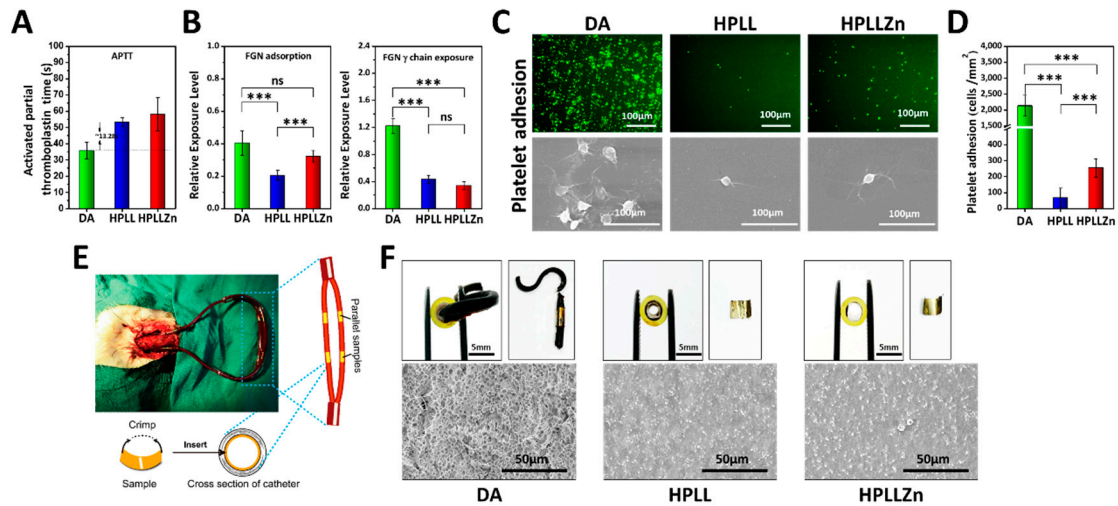 A
APTT
Activated partial
thromboplastin time (s)
100
90
80
70
60
50
40
30
20
10
0
~13.28
DA HPLL HPLLZn
B
FGN adsorption
Relative Exposure Level
1.0
0.8
0.6
0.4
0.2
0.0
ns
***
***
DA HPLL HPLLZn
FGN γ chain exposure
Relative Exposure Level
2.1
1.8
1.5
1.2
0.9
0.6
0.3
0.0
***
***
ns
DA HPLL HPLLZn
C
DA HPLL HPLLZn
Platelet adhesion
100μm 100μm 100μm
100μm 100μm 100μm
D
Platelet adhesion (cells /mm²)
4,000
3,500
3,000
2,500
2,000
1,500
400
300
200
100
0
***
***
***
DA HPLL HPLLZn
E
Parallel samples
Crimp
Insert
Sample
Cross section of catheter
F
5mm 5mm 5mm
50μm 50μm 50μm
DA HPLL HPLLZn